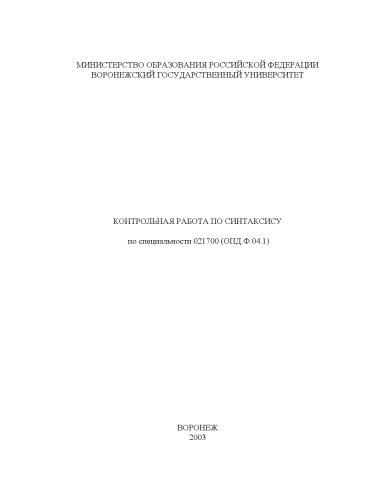 МИНИСТЕРСТВО ОБРАЗОВАНИЯ РОССИЙСКОЙ ФЕДЕРАЦИИ
ВОРОНЕЖСКИЙ ГОСУДАРСТВЕННЫЙ УНИВЕРСИТЕТ
КОНТРОЛЬНАЯ РАБОТА ПО СИНТАКСИСУ
по специальности 021700 (ОПД.Ф.04.1)
ВОРОНЕЖ
2003